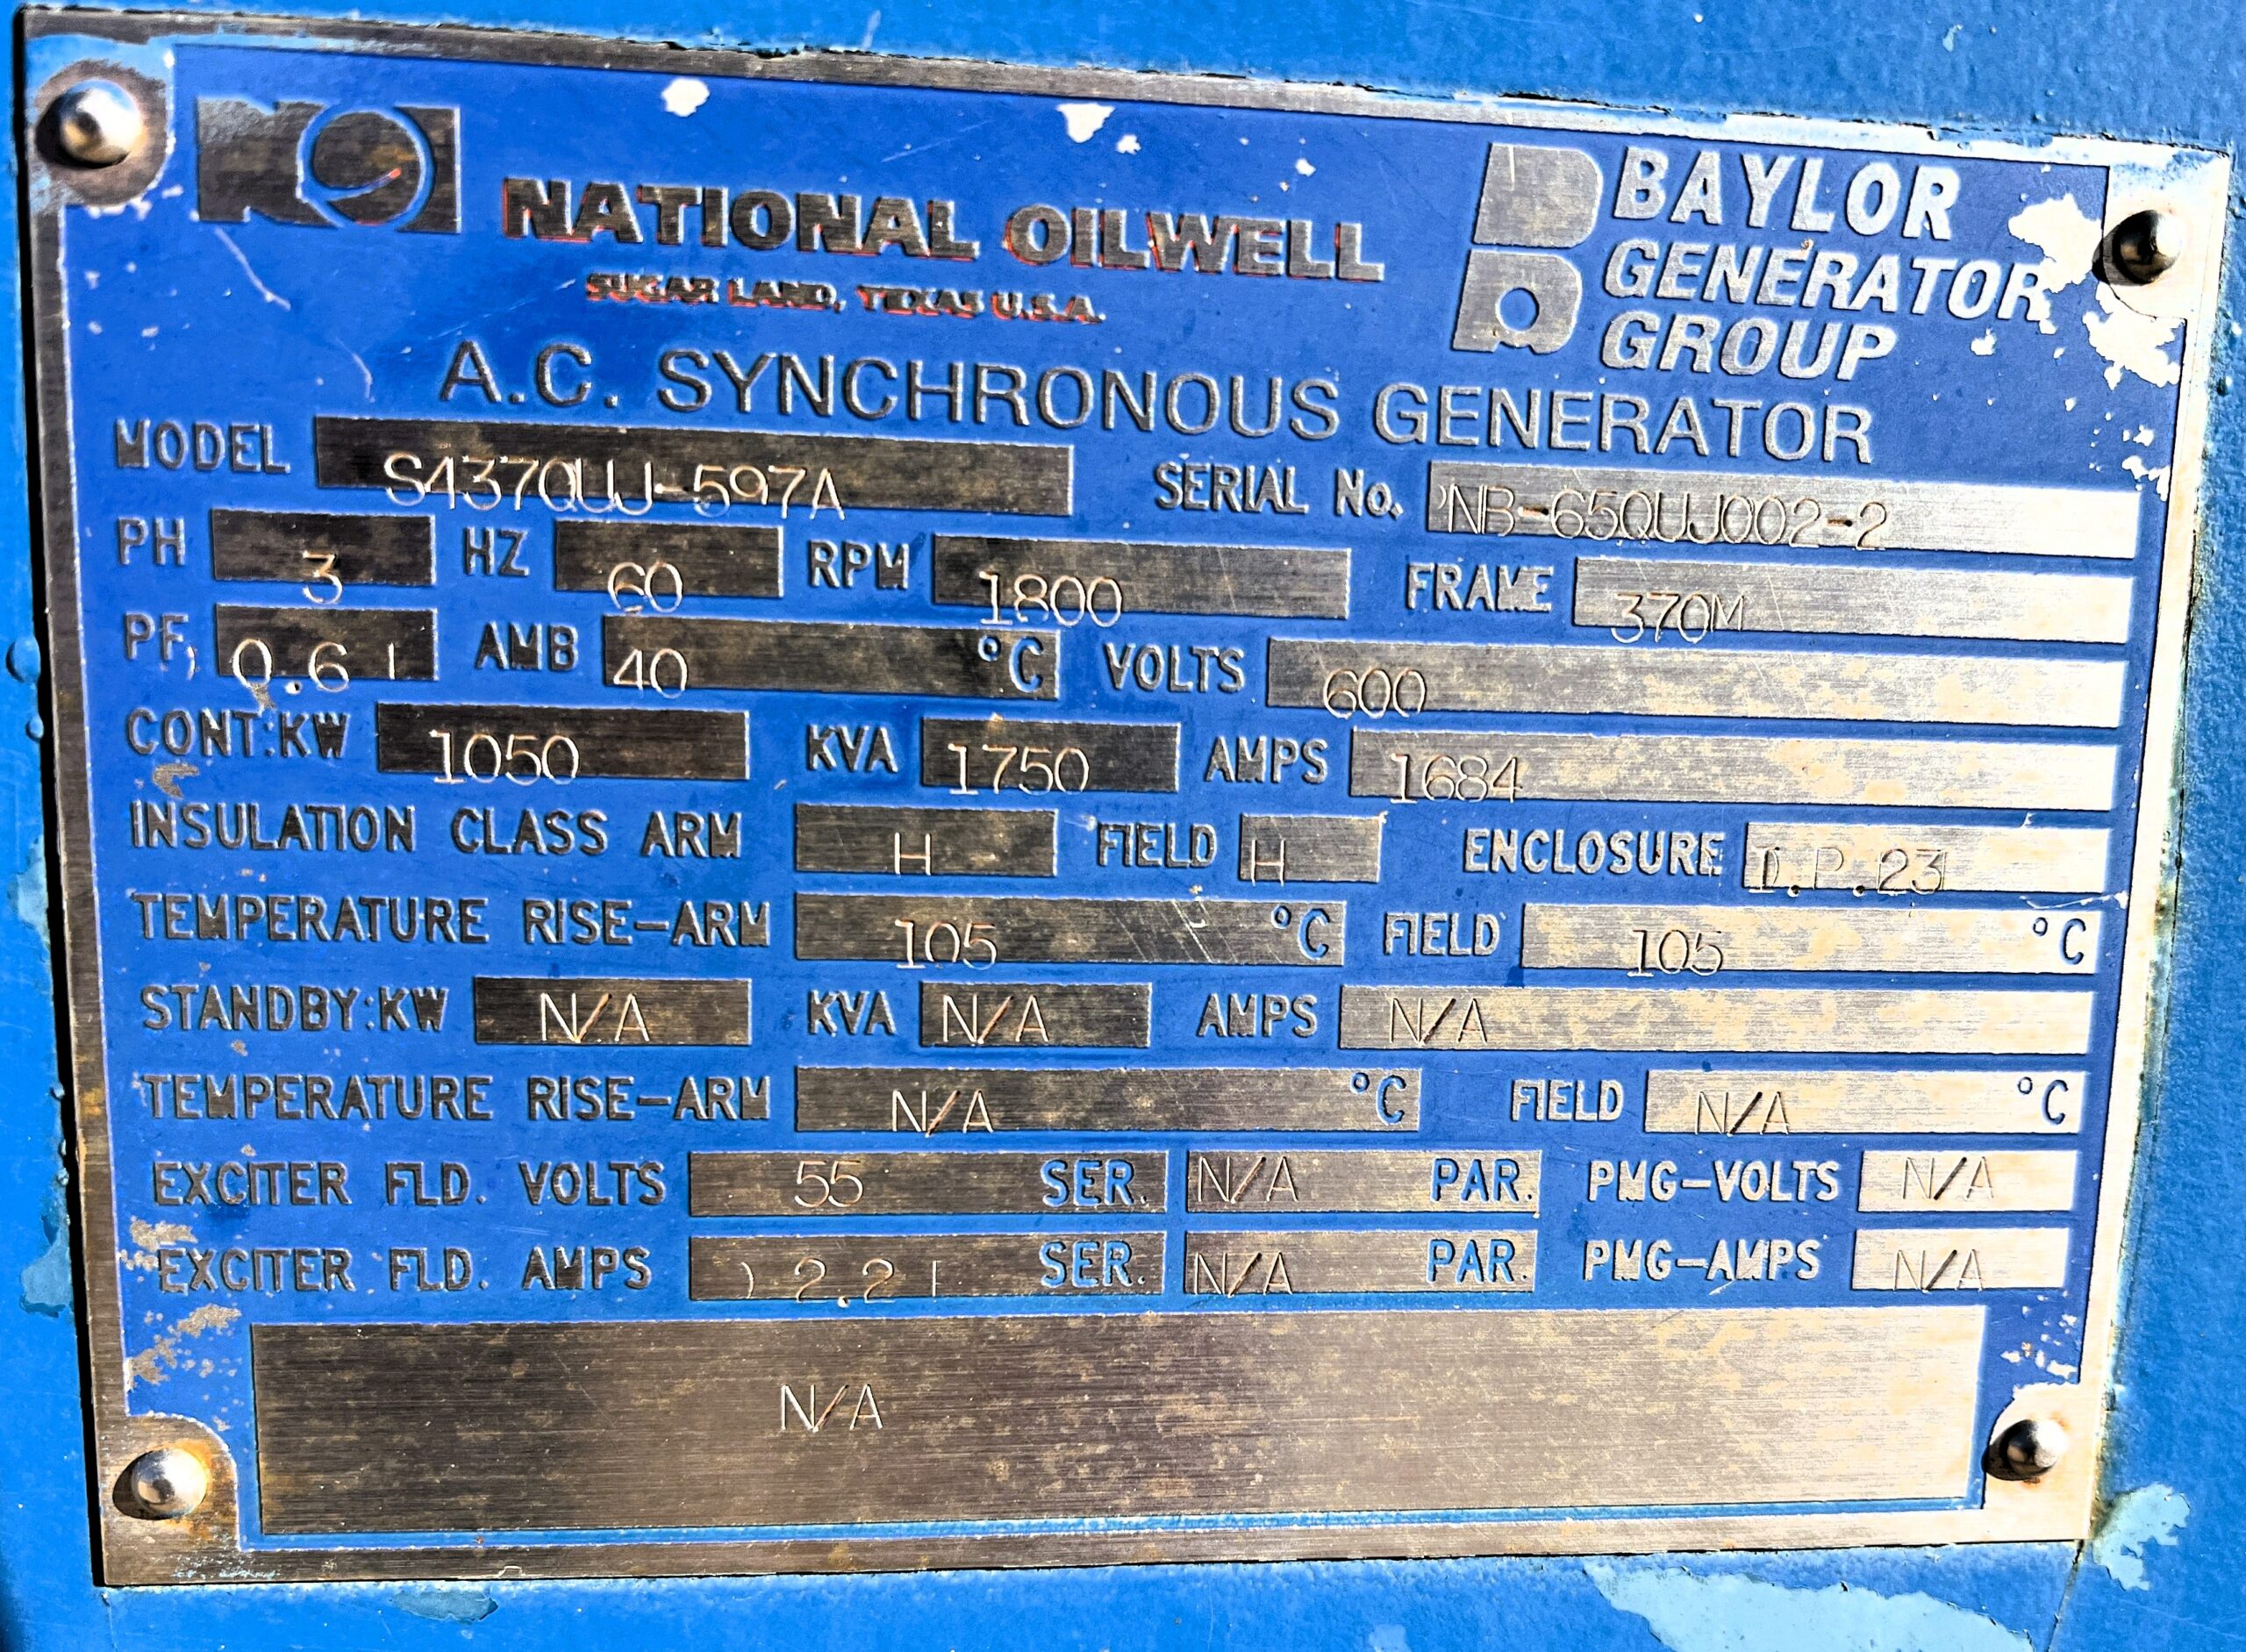 NOI NATIONAL OILWELL
SUGAR LAND, TEXAS U.S.A.
BAYLOR
GENERATOR
GROUP
A.C. SYNCHRONOUS GENERATOR
MODEL S437QUJ-597A SERIAL No. NB-65QUJ002-2
PH 3 HZ 60 RPM 1800 FRAME 370M
PF 0.6 AMB 40 °C VOLTS 600
CONT:KW 1050 KVA 1750 AMPS 1684
INSULATION CLASS ARM H FIELD H ENCLOSURE I.P.23
TEMPERATURE RISE-ARM 105 °C FIELD 105 °C
STANDBY:KW N/A KVA N/A AMPS N/A
TEMPERATURE RISE-ARM N/A °C FIELD N/A °C
EXCITER FLD. VOLTS 55 SER. N/A PAR. PMG-VOLTS N/A
EXCITER FLD. AMPS 2.2 SER. N/A PAR. PMG-AMPS N/A
N/A